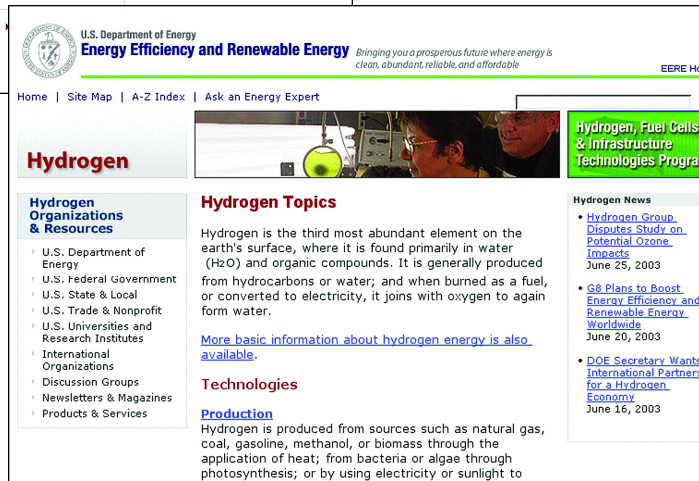 U.S. Department of Energy
Energy Efficiency and Renewable Energy
Bringing you a prosperous future where energy is
clean, abundant, reliable, and affordable
EERE Ho
Home | Site Map | A-Z Index | Ask an Energy Expert
Hydrogen
Hydrogen, Fuel Cells
& Infrastructure
Technologies Progra
Hydrogen
Organizations
& Resources
U.S. Department of
Energy
U.S. Federal Government
U.S. State & Local
U.S. Trade & Nonprofit
U.S. Universities and
Research Institutes
International
Organizations
Discussion Groups
Newsletters & Magazines
Products & Services
Hydrogen Topics
Hydrogen is the third most abundant element on the
earth's surface, where it is found primarily in water
(H2O) and organic compounds. It is generally produced
from hydrocarbons or water; and when burned as a fuel,
or converted to electricity, it joins with oxygen to again
form water.
More basic information about hydrogen energy is also
available.
Technologies
Production
Hydrogen is produced from sources such as natural gas,
coal, gasoline, methanol, or biomass through the
application of heat; from bacteria or algae through
photosynthesis; or by using electricity or sunlight to
Hydrogen News
• Hydrogen Group
Disputes Study on
Potential Ozone
Impacts
June 25, 2003
• G8 Plans to Boost
Energy Efficiency and
Renewable Energy
Worldwide
June 20, 2003
• DOE Secretary Wants
International Partners
for a Hydrogen
Economy
June 16, 2003